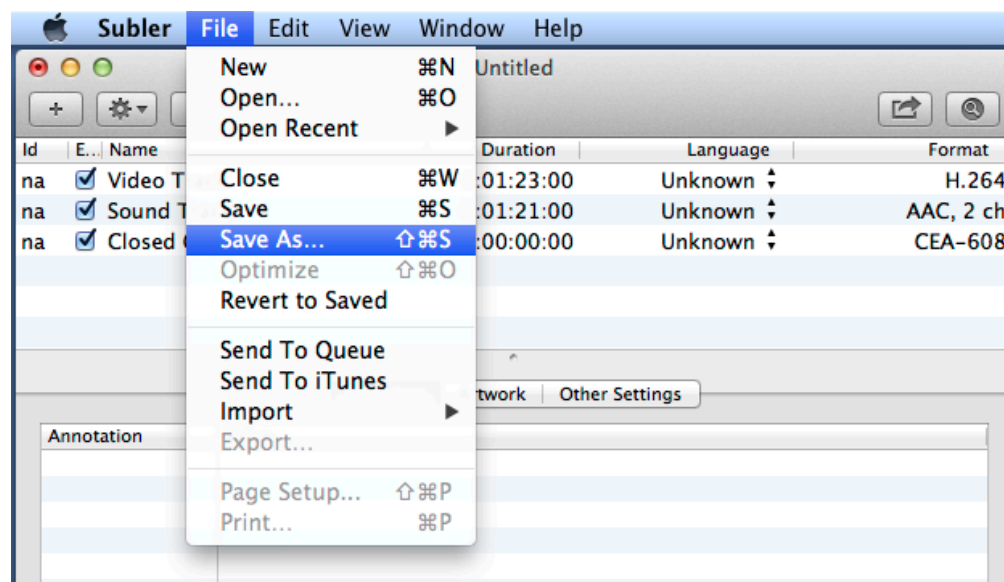 Subler File Edit View Window Help
New ⌘N
Untitled
Open... ⌘O
Open Recent ▶
Id E... Name Duration Language Format
Close ⌘W
na Video T :01:23:00 Unknown H.264
Save ⌘S
na Sound T :01:21:00 Unknown AAC, 2 ch
Save As... ⇧⌘S
na Closed :00:00:00 Unknown CEA-608
Optimize ⇧⌘O
Revert to Saved
Send To Queue
Send To iTunes
twork Other Settings
Import ▶
Annotation
Export...
Page Setup... ⇧⌘P
Print... ⌘P